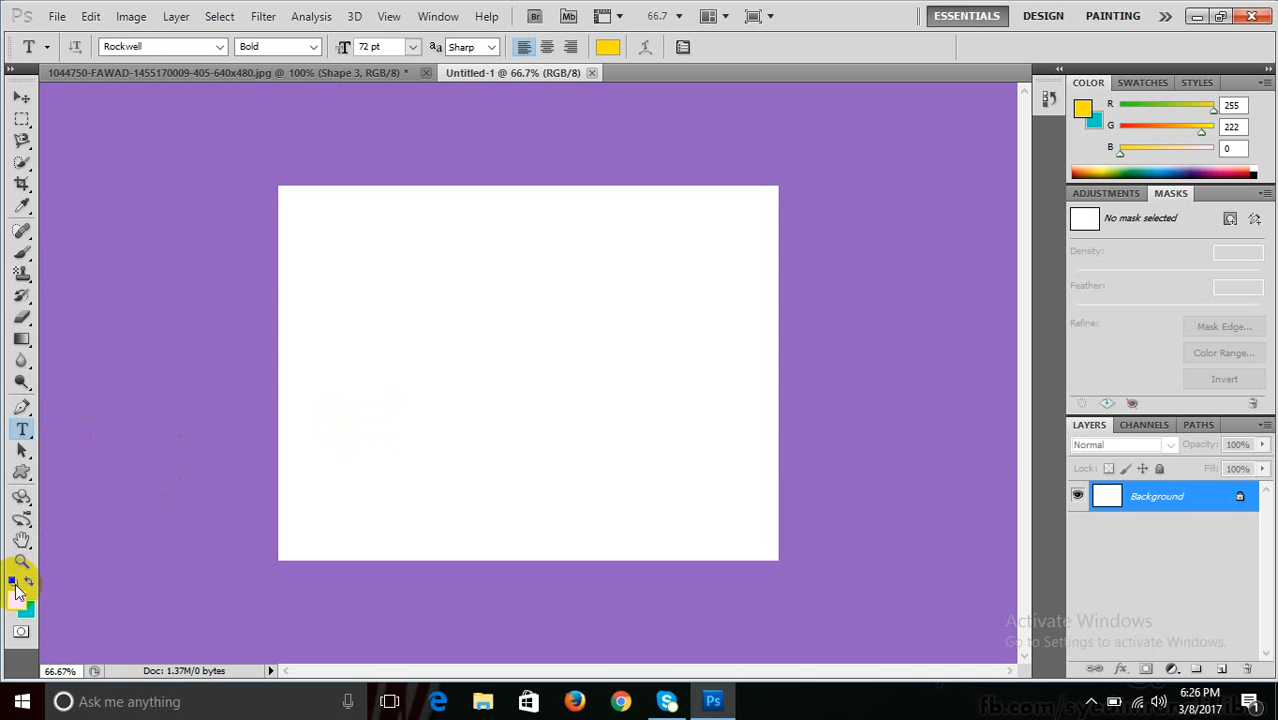 Ps File Edit Image Layer Select Filter Analysis 3D View Window Help Br Mb 66.7 ESSENTIALS DESIGN PAINTING
T Rockwell Bold 72 pt Sharp
1044750-FAWAD-1455170009-405-640x480.jpg @ 100% (Shape 3, RGB/8) * Untitled-1 @ 66.7% (RGB/8)
COLOR SWATCHES STYLES
R 255
G 222
B 0
ADJUSTMENTS MASKS
No mask selected
Density:
Feather:
Refine: Mask Edge...
Color Range...
Invert
LAYERS CHANNELS PATHS
Normal Opacity: 100%
Lock: Fill: 100%
Background
Activate Windows
Go to Settings to activate Windows.
66.67% Doc: 1.37M/0 bytes
Ask me anything
6:26 PM
3/8/2017